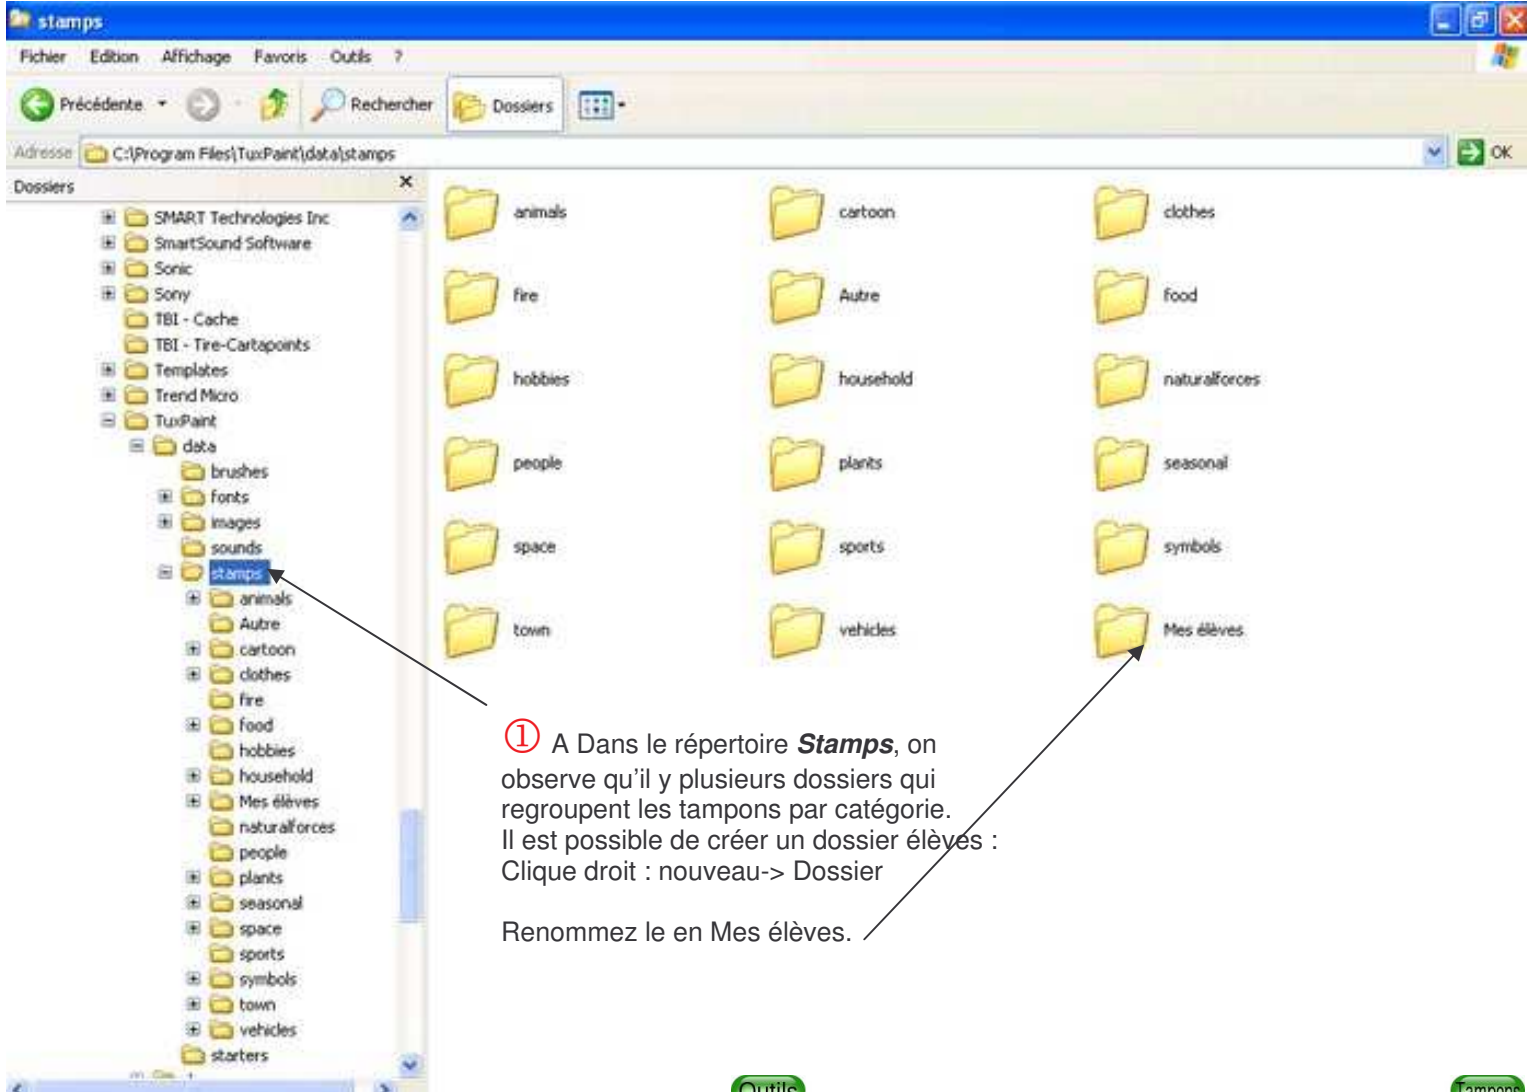 stamps
Fichier Edition Affichage Favoris Outils ?
Précédente Rechercher Dossiers
Adresse C:\Program Files\TuxPaint\data\stamps OK
Dossiers
SMART Technologies Inc
SmartSound Software
Sonic
Sony
TBI - Cache
TBI - Tire-Cartapoints
Templates
Trend Micro
TuxPaint
data
brushes
fonts
images
sounds
stamps
animals
Autre
cartoon
clothes
fire
food
hobbies
household
Mes élèves
naturalforces
people
plants
seasonal
space
sports
symbols
town
vehicles
starters
animals cartoon clothes
fire Autre food
hobbies household naturalforces
people plants seasonal
space sports symbols
town vehicles Mes élèves
① A Dans le répertoire Stamps, on
observe qu’il y plusieurs dossiers qui
regroupent les tampons par catégorie.
Il est possible de créer un dossier élèves :
Clique droit : nouveau-> Dossier
Renommez le en Mes élèves.
Outils
Tampons